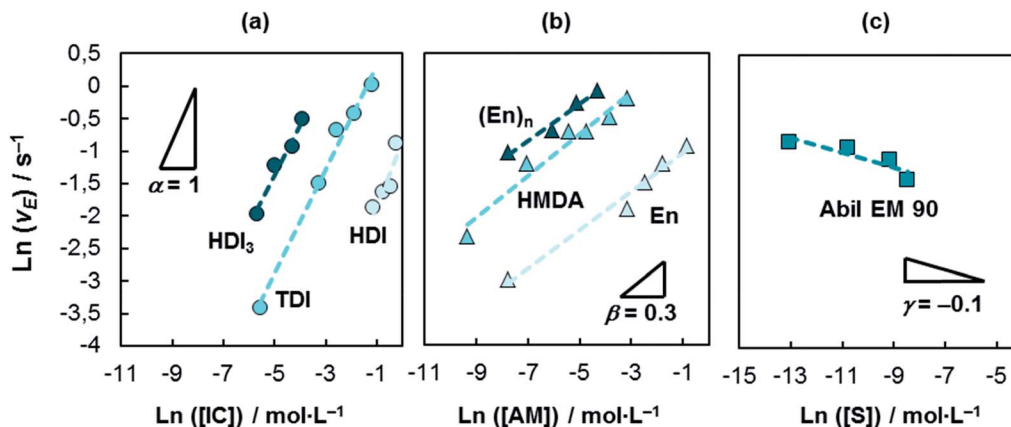 (a) (b) (c)
Ln (vE) / s−1
0,5
0
-0,5
-1
-1,5
-2
-2,5
-3
-3,5
-4
α = 1
HDI3
TDI
HDI
-11 -9 -7 -5 -3 -1
Ln ([IC]) / mol·L−1
(En)n
HMDA
En
β = 0.3
-11 -9 -7 -5 -3 -1
Ln ([AM]) / mol·L−1
Abil EM 90
γ = −0.1
-15 -13 -11 -9 -7 -5
Ln ([S]) / mol·L−1